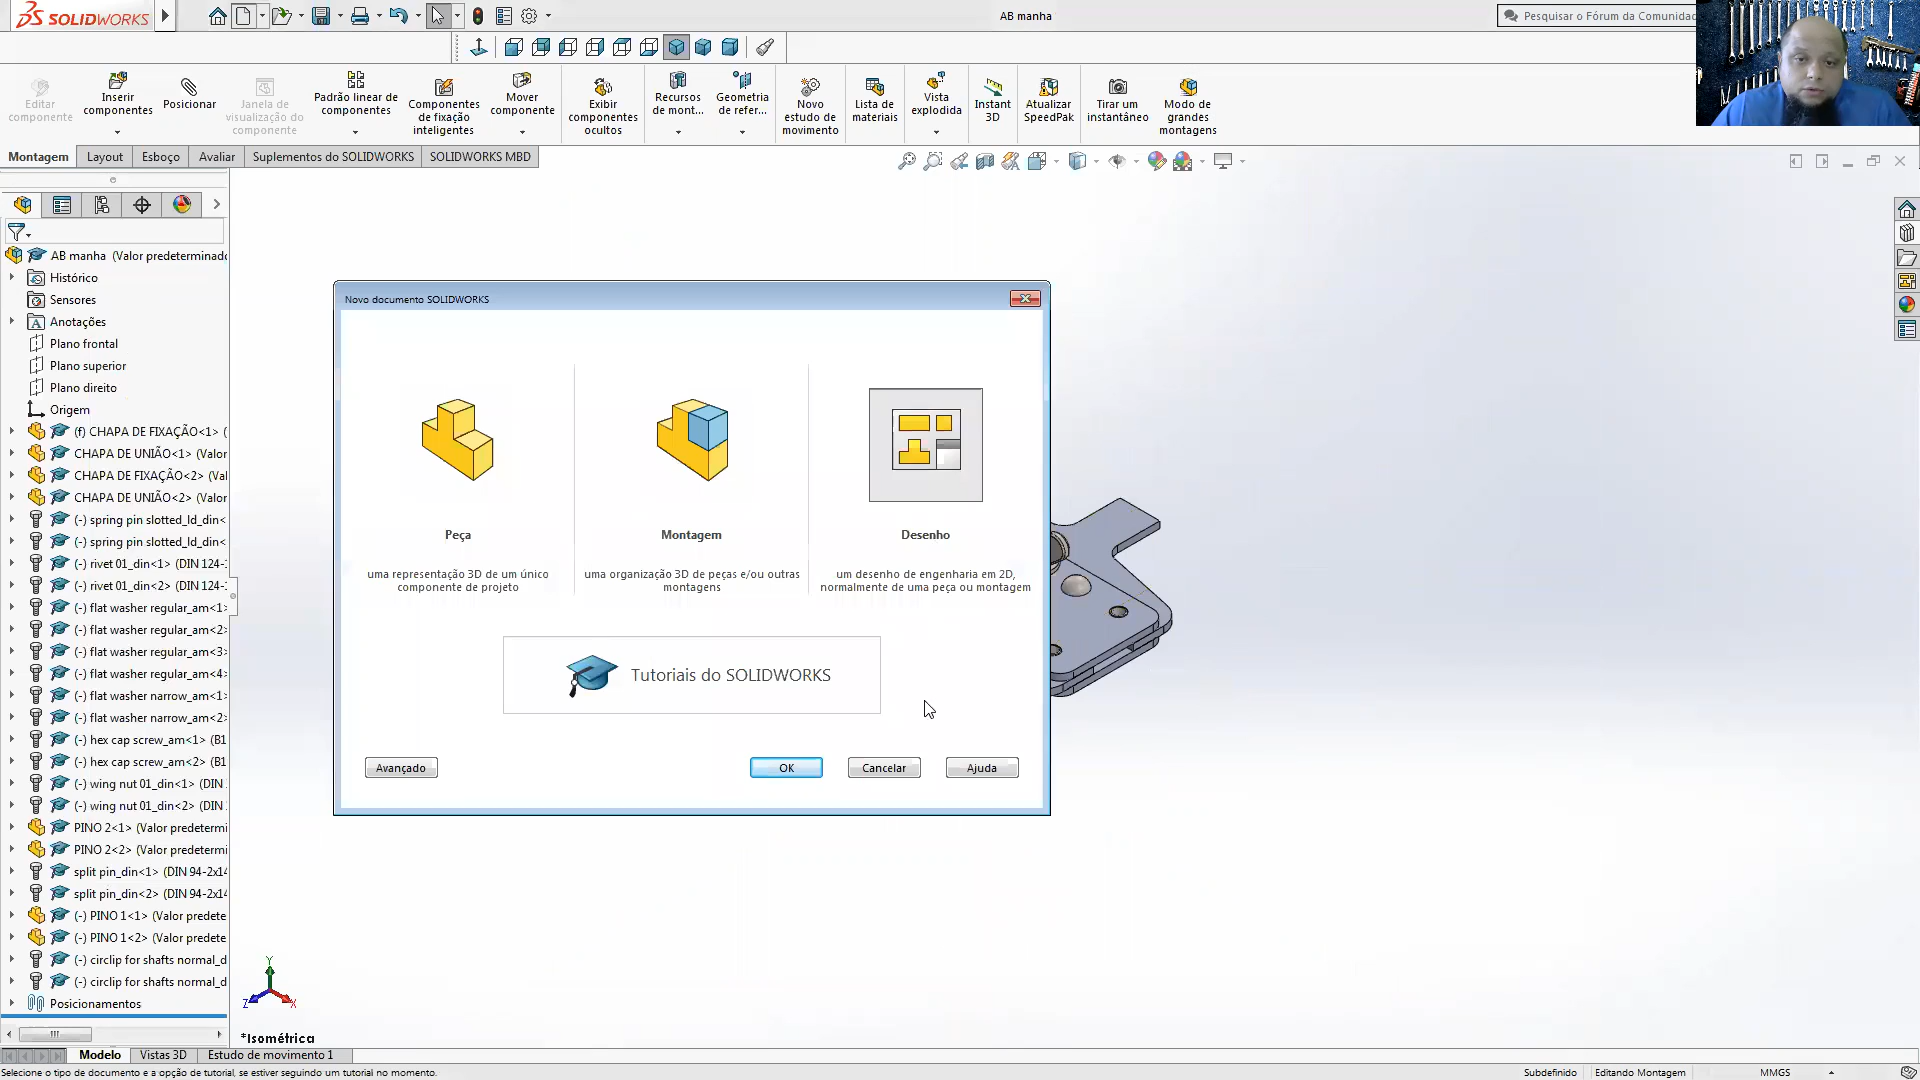 SOLIDWORKS
AB manha
Pesquisar o Fórum da Comunidad
Editar componente
Inserir componentes
Posicionar
Janela de visualização do componente
Padrão linear de componentes
Componentes de fixação inteligentes
Mover componente
Exibir componentes ocultos
Recursos de mont...
Geometria de refer...
Novo estudo de movimento
Lista de materiais
Vista explodida
Instant 3D
Atualizar SpeedPak
Tirar um instantâneo
Modo de grandes montagens
Montagem
Layout
Esboço
Avaliar
Suplementos do SOLIDWORKS
SOLIDWORKS MBD
AB manha (Valor predeterminado
Histórico
Sensores
Anotações
Plano frontal
Plano superior
Plano direito
Origem
(f) CHAPA DE FIXAÇÃO<1> (
CHAPA DE UNIÃO<1> (Valor
CHAPA DE FIXAÇÃO<2> (Val
CHAPA DE UNIÃO<2> (Valor
(-) spring pin slotted_ld_din<
(-) spring pin slotted_ld_din<
(-) rivet 01_din<1> (DIN 124-
(-) rivet 01_din<2> (DIN 124-
(-) flat washer regular_am<1>
(-) flat washer regular_am<2>
(-) flat washer regular_am<3>
(-) flat washer regular_am<4>
(-) flat washer narrow_am<1>
(-) flat washer narrow_am<2>
(-) hex cap screw_am<1> (B1
(-) hex cap screw_am<2> (B1
(-) wing nut 01_din<1> (DIN
(-) wing nut 01_din<2> (DIN
PINO 2<1> (Valor predetermi
PINO 2<2> (Valor predetermi
split pin_din<1> (DIN 94-2x14
split pin_din<2> (DIN 94-2x14
(-) PINO 1<1> (Valor predete
(-) PINO 1<2> (Valor predete
(-) circlip for shafts normal_d
(-) circlip for shafts normal_d
Posicionamentos
Novo documento SOLIDWORKS
Peça
Montagem
Desenho
uma representação 3D de um único componente de projeto
uma organização 3D de peças e/ou outras montagens
um desenho de engenharia em 2D, normalmente de uma peça ou montagem
Tutoriais do SOLIDWORKS
Avançado
OK
Cancelar
Ajuda
Y
Z
X
*Isométrica
Modelo
Vistas 3D
Estudo de movimento 1
Selecione o tipo de documento e a opção de tutorial, se estiver seguindo um tutorial no momento.
Subdefinido
Editando Montagem
MMGS